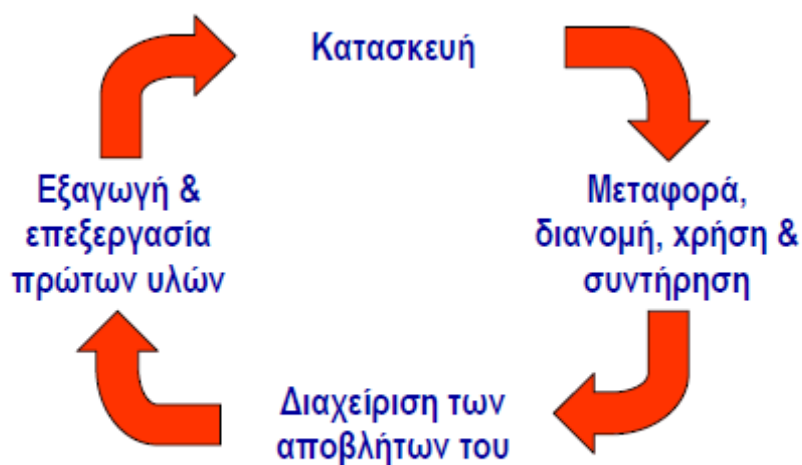 Κατασκευή
Εξαγωγή &
επεξεργασία
πρώτων υλών
Μεταφορά,
διανομή, χρήση &
συντήρηση
Διαχείριση των
αποβλήτων του